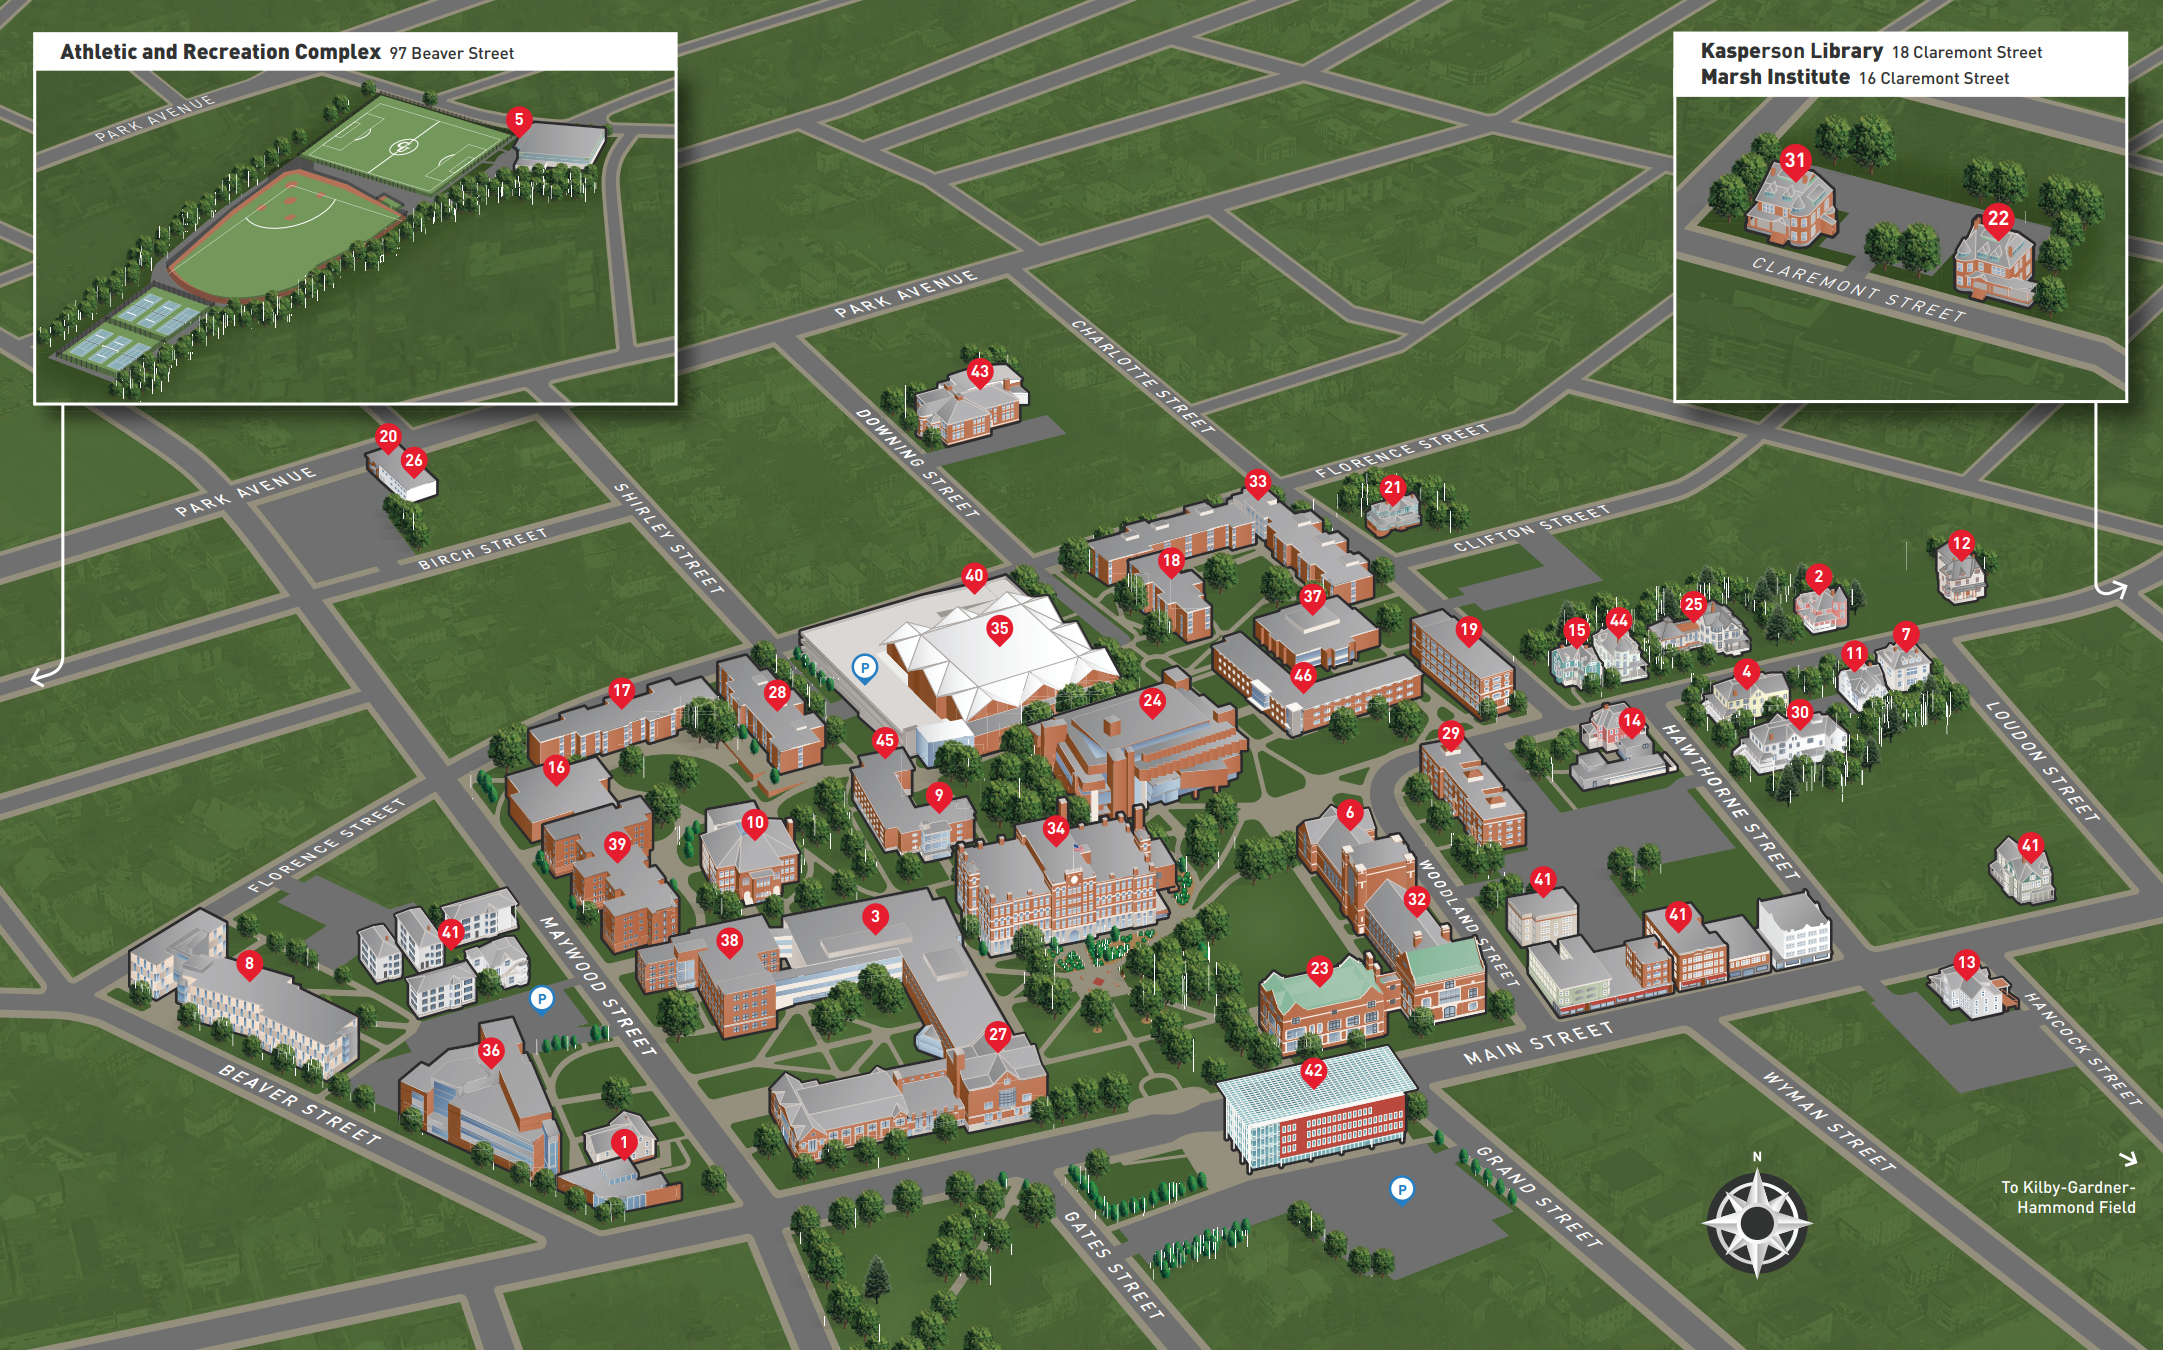 Athletic and Recreation Complex 97 Beaver Street
Kasperson Library 18 Claremont Street
Marsh Institute 16 Claremont Street
PARK AVENUE
5
31
22
CLAREMONT STREET
PARK AVENUE
CHARLOTTE STREET
43
DOWNING STREET
20
26
PARK AVENUE
BIRCH STREET
SHIRLEY STREET
33
FLORENCE STREET
21
CLIFTON STREET
18
12
40
37
2
25
35
P
19
15
44
7
11
46
4
17
28
24
30
14
LOUDON STREET
HAWTHORNE STREET
45
29
16
9
10
34
6
39
FLORENCE STREET
41
41
WOODLAND STREET
32
3
41
41
38
MAYWOOD STREET
8
23
13
P
HANCOCK STREET
27
MAIN STREET
36
42
BEAVER STREET
WYMAN STREET
1
GRAND STREET
N
P
To Kilby-Gardner-
Hammond Field
GATES STREET